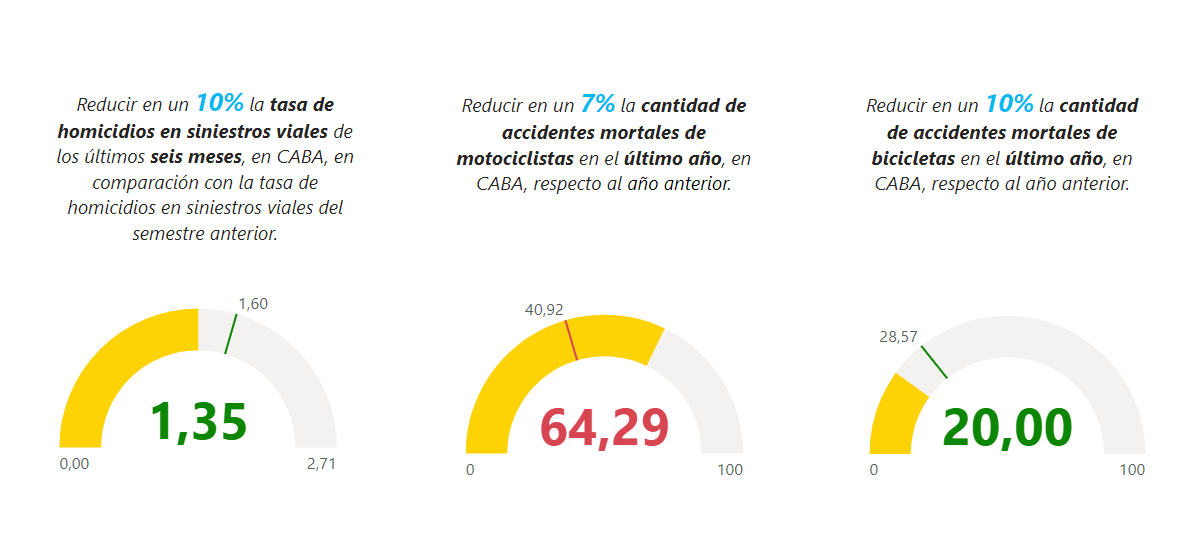 Reducir en un 10% la tasa de
homicidios en siniestros viales de
los últimos seis meses, en CABA, en
comparación con la tasa de
homicidios en siniestros viales del
semestre anterior.
1,60
1,35
0,00
2,71
Reducir en un 7% la cantidad de
accidentes mortales de
motociclistas en el último año, en
CABA, respecto al año anterior.
40,92
64,29
0
100
Reducir en un 10% la cantidad
de accidentes mortales de
bicicletas en el último año, en
CABA, respecto al año anterior.
28,57
20,00
0
100